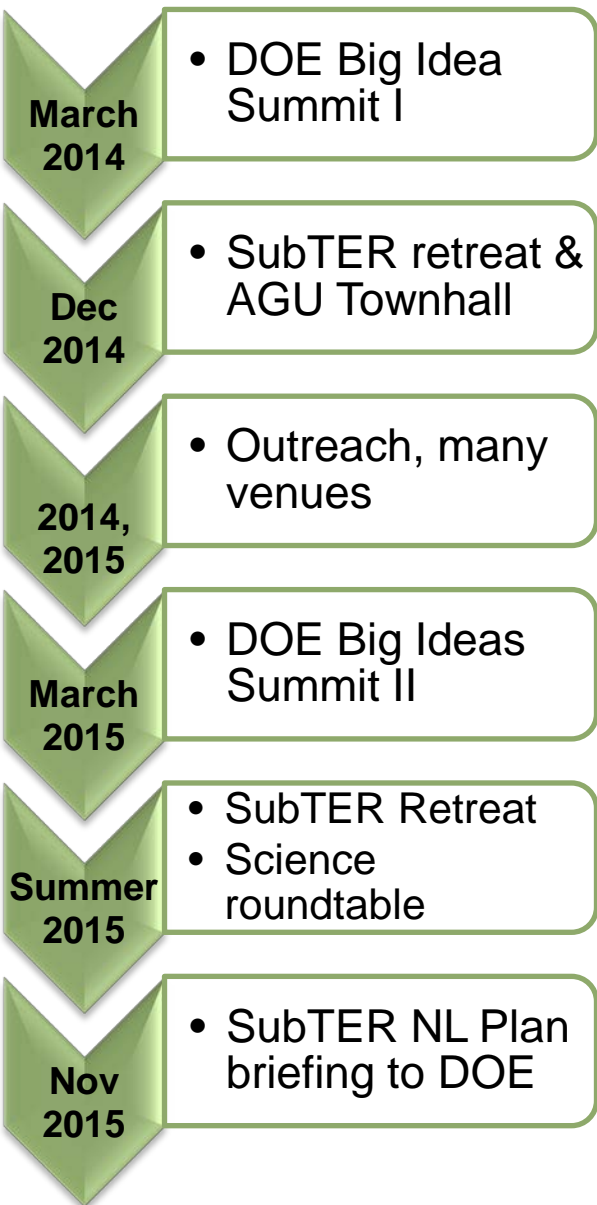 March
2014
• DOE Big Idea
Summit I
Dec
2014
• SubTER retreat &
AGU Townhall
2014,
2015
• Outreach, many
venues
March
2015
• DOE Big Ideas
Summit II
Summer
2015
• SubTER Retreat
• Science
roundtable
Nov
2015
• SubTER NL Plan
briefing to DOE